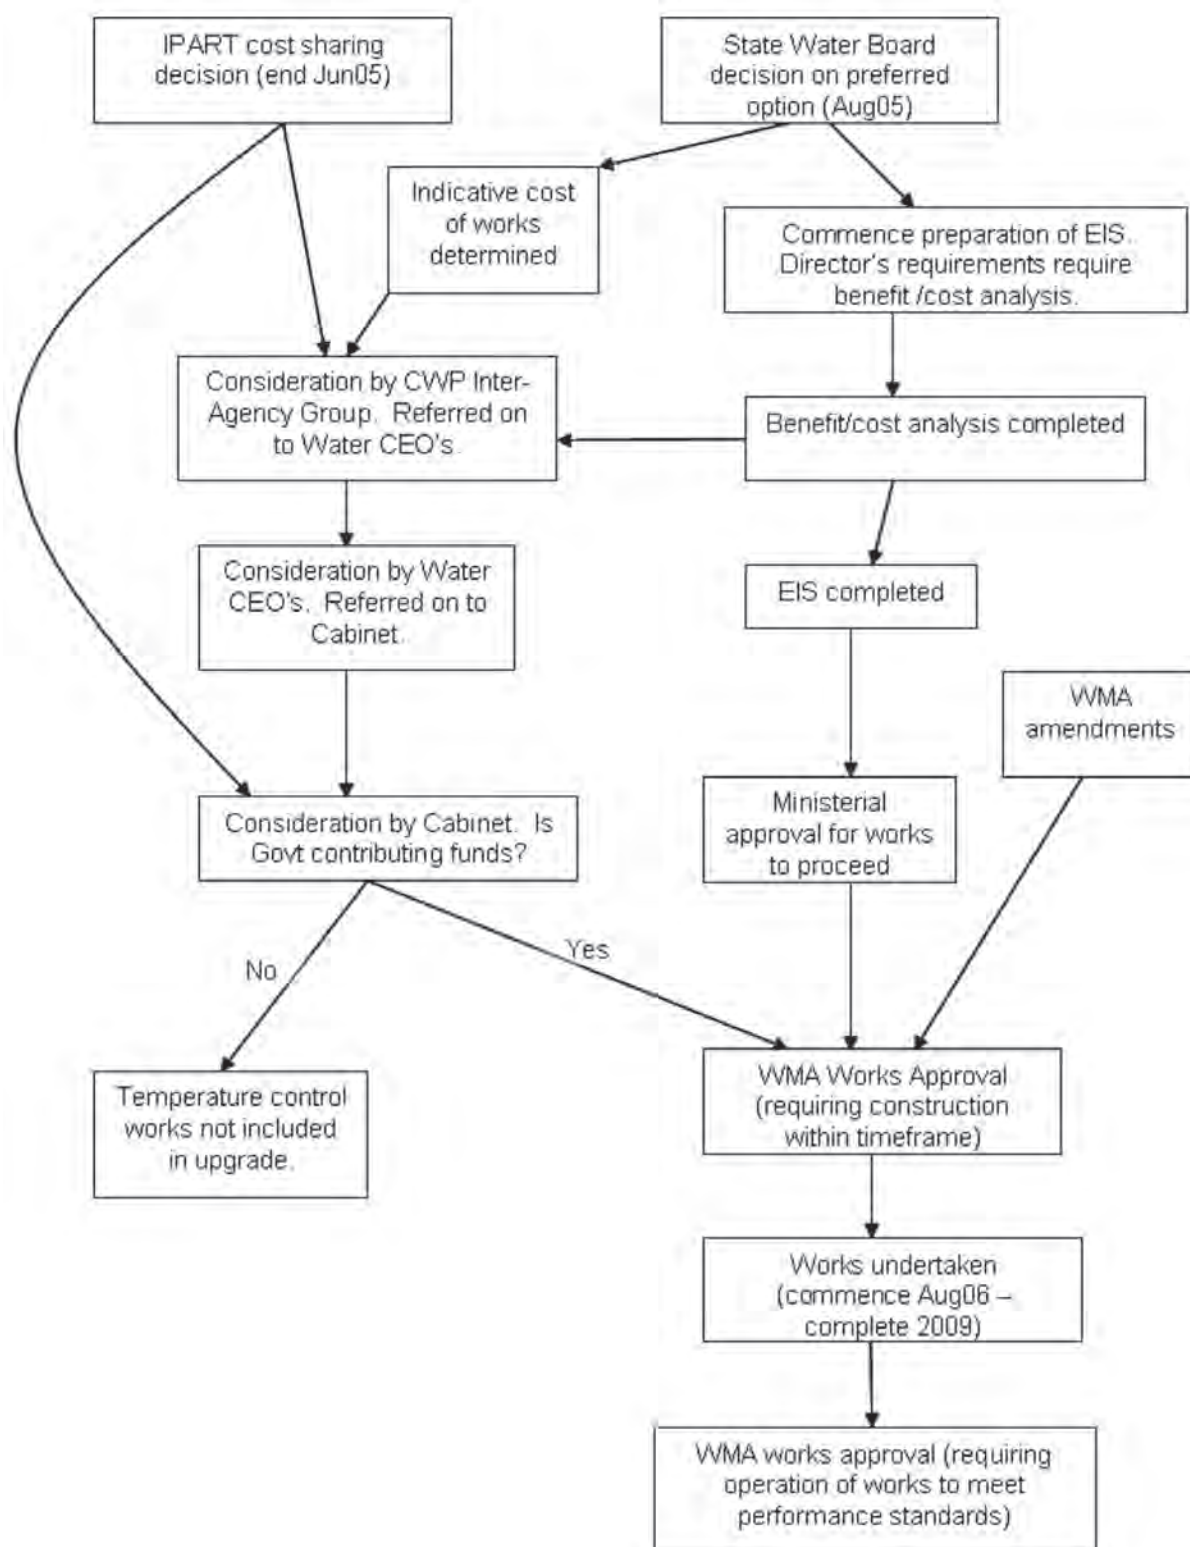 IPART cost sharing
decision (end Jun05)
State Water Board
decision on preferred
option (Aug05)
Indicative cost
of works
determined
Commence preparation of EIS.
Director's requirements require
benefit /cost analysis.
Consideration by CWP Inter-
Agency Group. Referred on
to Water CEO's.
Benefit/cost analysis completed
Consideration by Water
CEO's. Referred on to
Cabinet.
EIS completed
WMA
amendments
Ministerial
approval for works
to proceed
Consideration by Cabinet. Is
Govt contributing funds?
No
Yes
Temperature control
works not included
in upgrade.
WMA Works Approval
(requiring construction
within timeframe)
Works undertaken
(commence Aug06 –
complete 2009)
WMA works approval (requiring
operation of works to meet
performance standards)